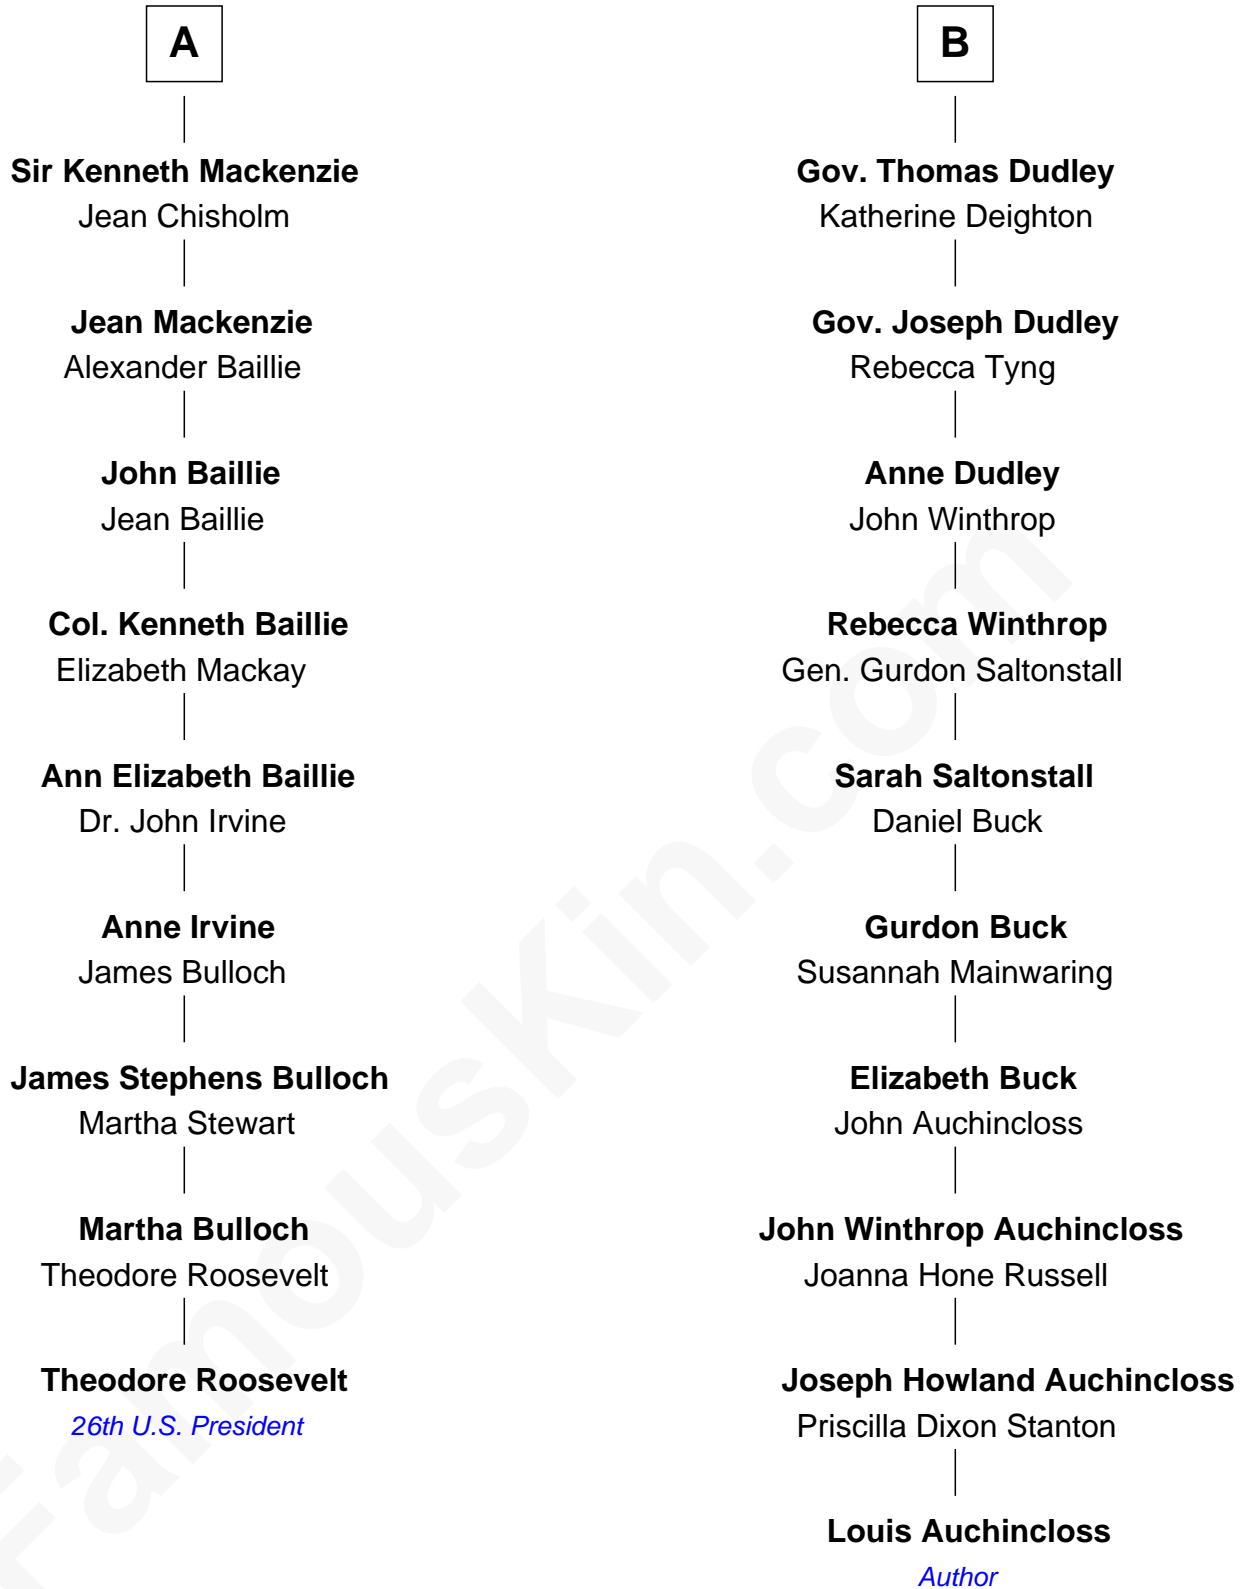 A
Sir Kenneth Mackenzie
Jean Chisholm
Jean Mackenzie
Alexander Baillie
John Baillie
Jean Baillie
Col. Kenneth Baillie
Elizabeth Mackay
Ann Elizabeth Baillie
Dr. John Irvine
Anne Irvine
James Bulloch
James Stephens Bulloch
Martha Stewart
Martha Bulloch
Theodore Roosevelt
Theodore Roosevelt
26th U.S. President
B
Gov. Thomas Dudley
Katherine Deighton
Gov. Joseph Dudley
Rebecca Tyng
Anne Dudley
John Winthrop
Rebecca Winthrop
Gen. Gurdon Saltonstall
Sarah Saltonstall
Daniel Buck
Gurdon Buck
Susannah Mainwaring
Elizabeth Buck
John Auchincloss
John Winthrop Auchincloss
Joanna Hone Russell
Joseph Howland Auchincloss
Priscilla Dixon Stanton
Louis Auchincloss
Author
FamousKin.com